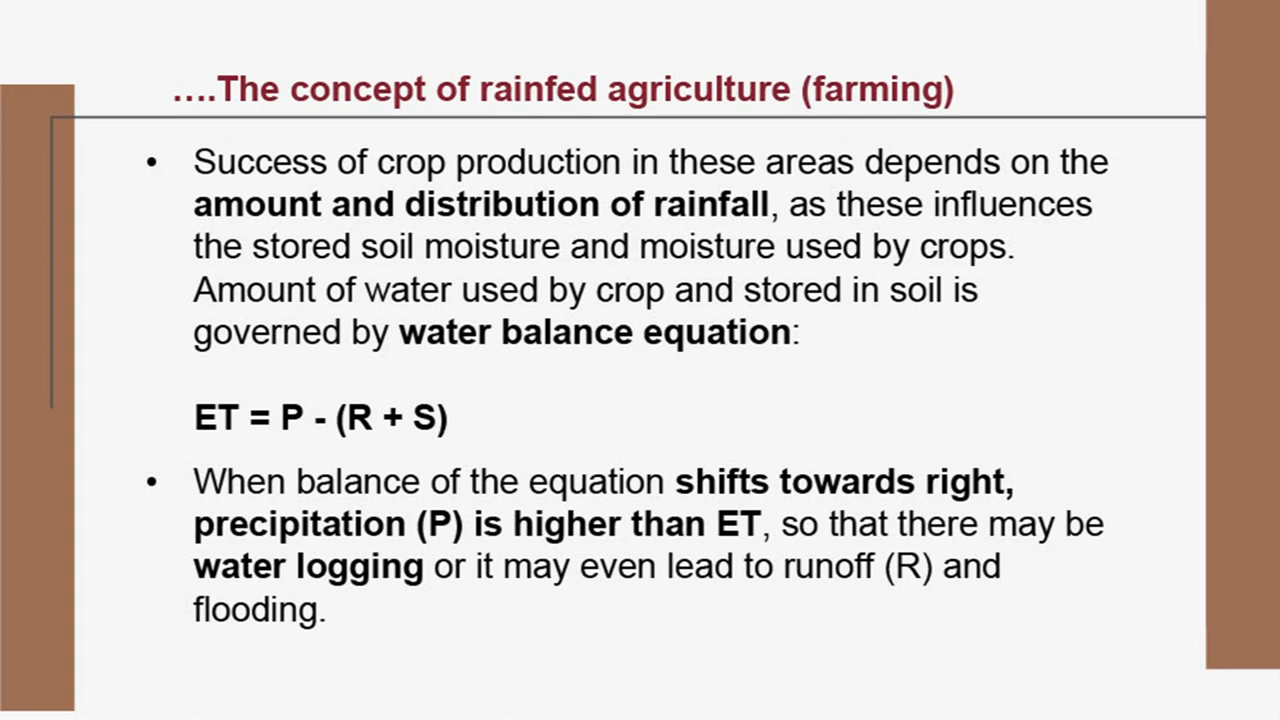 ....The concept of rainfed agriculture (farming)
• Success of crop production in these areas depends on the
amount and distribution of rainfall, as these influences
the stored soil moisture and moisture used by crops.
Amount of water used by crop and stored in soil is
governed by water balance equation:
ET = P - (R + S)
• When balance of the equation shifts towards right,
precipitation (P) is higher than ET, so that there may be
water logging or it may even lead to runoff (R) and
flooding.